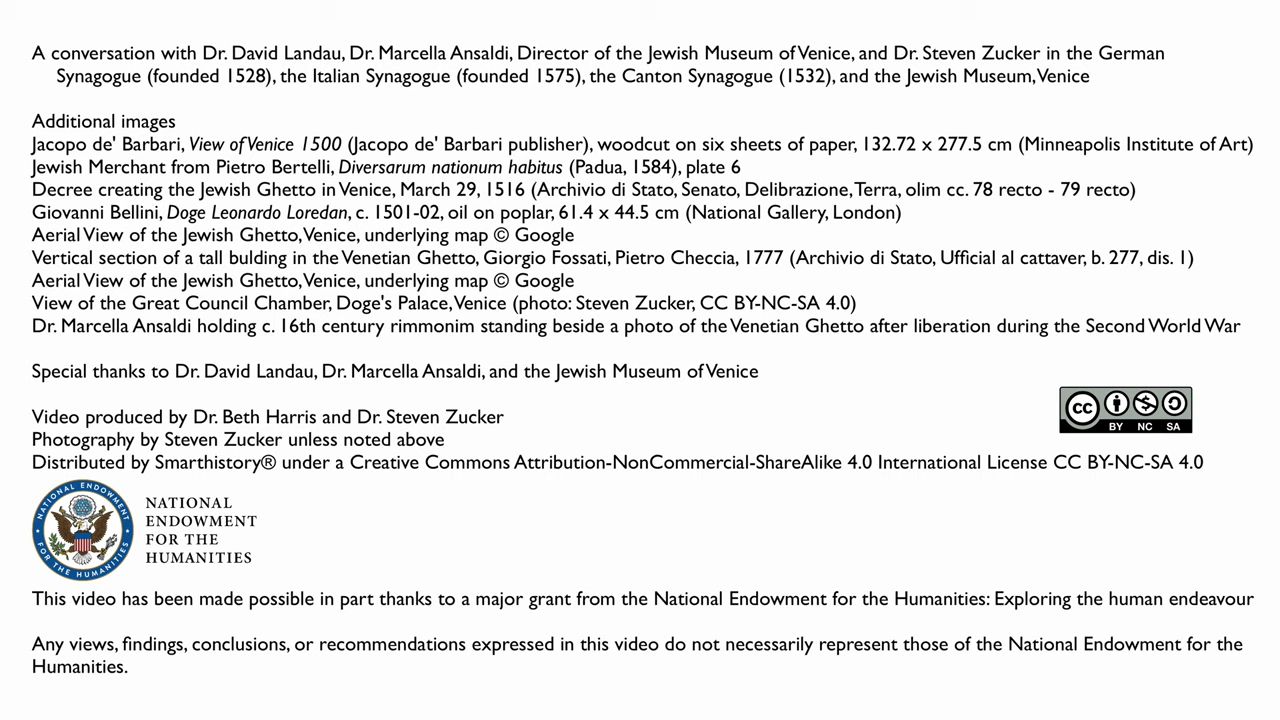 A conversation with Dr. David Landau, Dr. Marcella Ansaldi, Director of the Jewish Museum of Venice, and Dr. Steven Zucker in the German
Synagogue (founded 1528), the Italian Synagogue (founded 1575), the Canton Synagogue (1532), and the Jewish Museum, Venice
Additional images
Jacopo de' Barbari, View of Venice 1500 (Jacopo de' Barbari publisher), woodcut on six sheets of paper, 132.72 x 277.5 cm (Minneapolis Institute of Art)
Jewish Merchant from Pietro Bertelli, Diversarum nationum habitus (Padua, 1584), plate 6
Decree creating the Jewish Ghetto in Venice, March 29, 1516 (Archivio di Stato, Senato, Delibrazione, Terra, olim cc. 78 recto - 79 recto)
Giovanni Bellini, Doge Leonardo Loredan, c. 1501-02, oil on poplar, 61.4 x 44.5 cm (National Gallery, London)
Aerial View of the Jewish Ghetto, Venice, underlying map © Google
Vertical section of a tall bulding in the Venetian Ghetto, Giorgio Fossati, Pietro Checcia, 1777 (Archivio di Stato, Ufficial al cattaver, b. 277, dis. 1)
Aerial View of the Jewish Ghetto, Venice, underlying map © Google
View of the Great Council Chamber, Doge's Palace, Venice (photo: Steven Zucker, CC BY-NC-SA 4.0)
Dr. Marcella Ansaldi holding c. 16th century rimmonim standing beside a photo of the Venetian Ghetto after liberation during the Second World War
Special thanks to Dr. David Landau, Dr. Marcella Ansaldi, and the Jewish Museum of Venice
Video produced by Dr. Beth Harris and Dr. Steven Zucker
Photography by Steven Zucker unless noted above
Distributed by Smarthistory® under a Creative Commons Attribution-NonCommercial-ShareAlike 4.0 International License CC BY-NC-SA 4.0
cc BY NC SA
NATIONAL ENDOWMENT FOR THE HUMANITIES
NATIONAL
ENDOWMENT
FOR THE
HUMANITIES
This video has been made possible in part thanks to a major grant from the National Endowment for the Humanities: Exploring the human endeavour
Any views, findings, conclusions, or recommendations expressed in this video do not necessarily represent those of the National Endowment for the
Humanities.